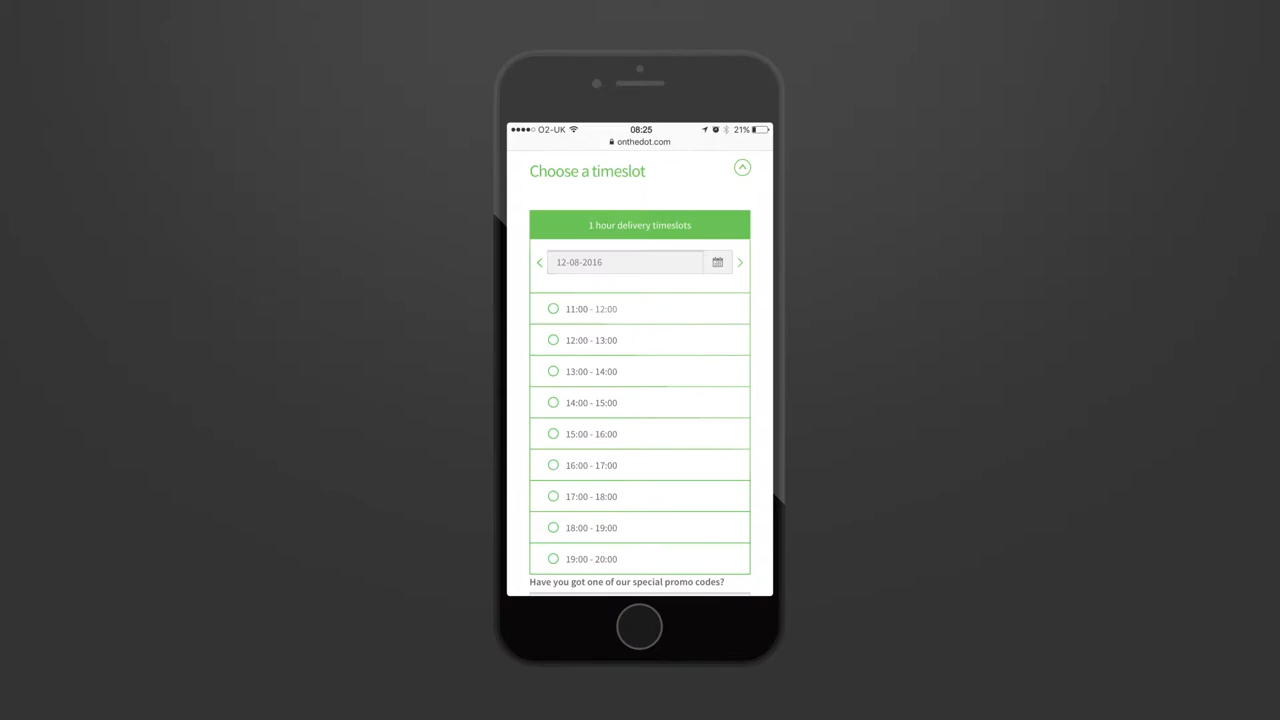 O2-UK 08:25 21%
onthedot.com
Choose a timeslot
1 hour delivery timeslots
12-08-2016
11:00 - 12:00
12:00 - 13:00
13:00 - 14:00
14:00 - 15:00
15:00 - 16:00
16:00 - 17:00
17:00 - 18:00
18:00 - 19:00
19:00 - 20:00
Have you got one of our special promo codes?